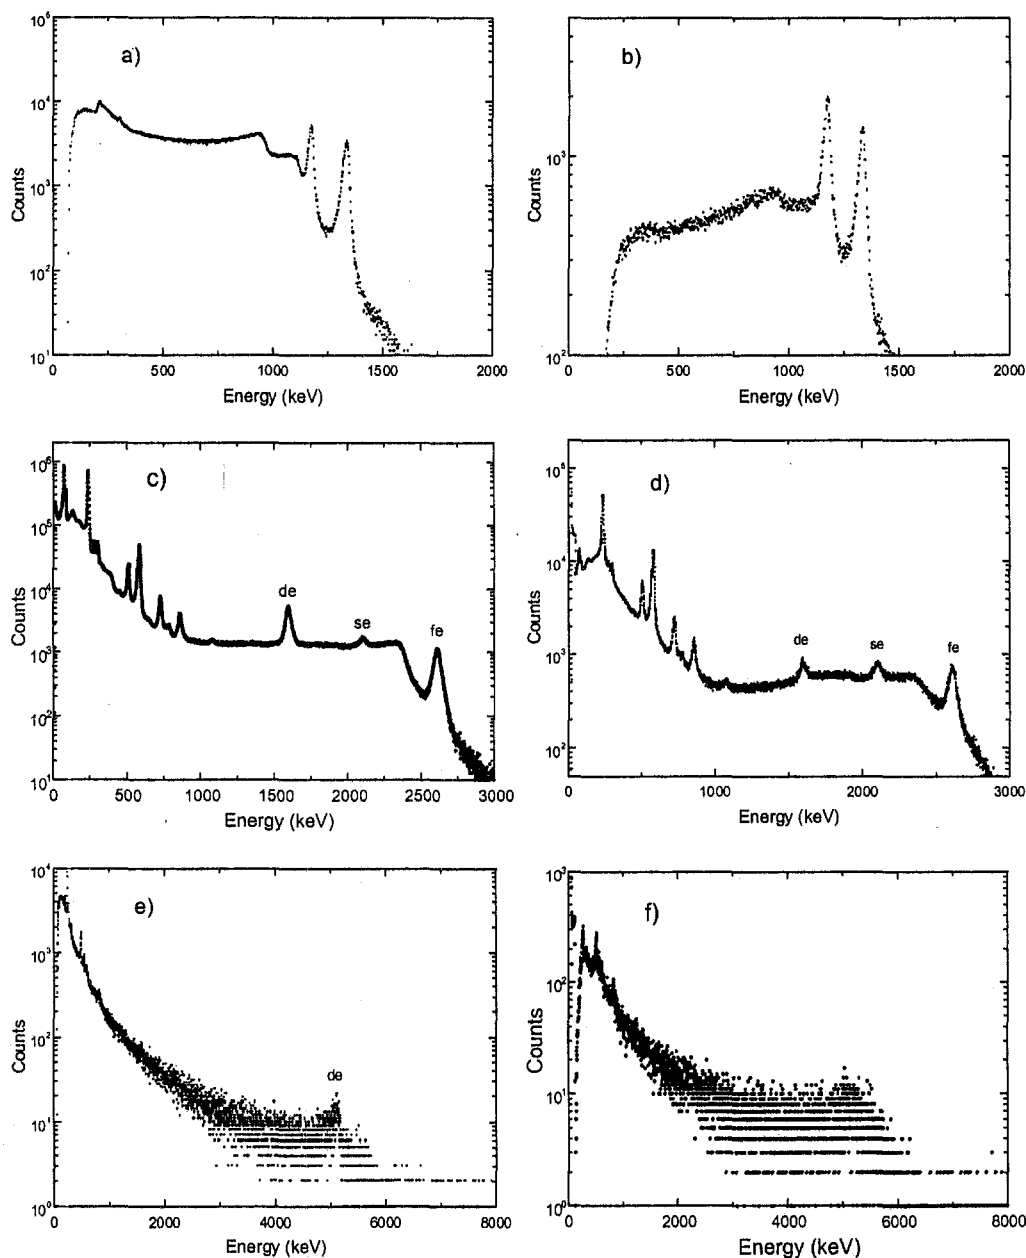 a)
10^5
10^4
10^3
10^2
10^1
Counts
0 500 1000 1500 2000
Energy (keV)
b)
10^3
10^2
Counts
0 500 1000 1500 2000
Energy (keV)
c)
10^6
10^5
10^4
10^3
10^2
10^1
Counts
de
se
fe
0 500 1000 1500 2000 2500 3000
Energy (keV)
d)
10^5
10^4
10^3
10^2
Counts
de
se
fe
0 1000 2000 3000
Energy (keV)
e)
10^4
10^3
10^2
10^1
10^0
Counts
de
0 2000 4000 6000 8000
Energy (keV)
f)
10^3
10^2
10^1
10^0
Counts
0 2000 4000 6000 8000
Energy (keV)